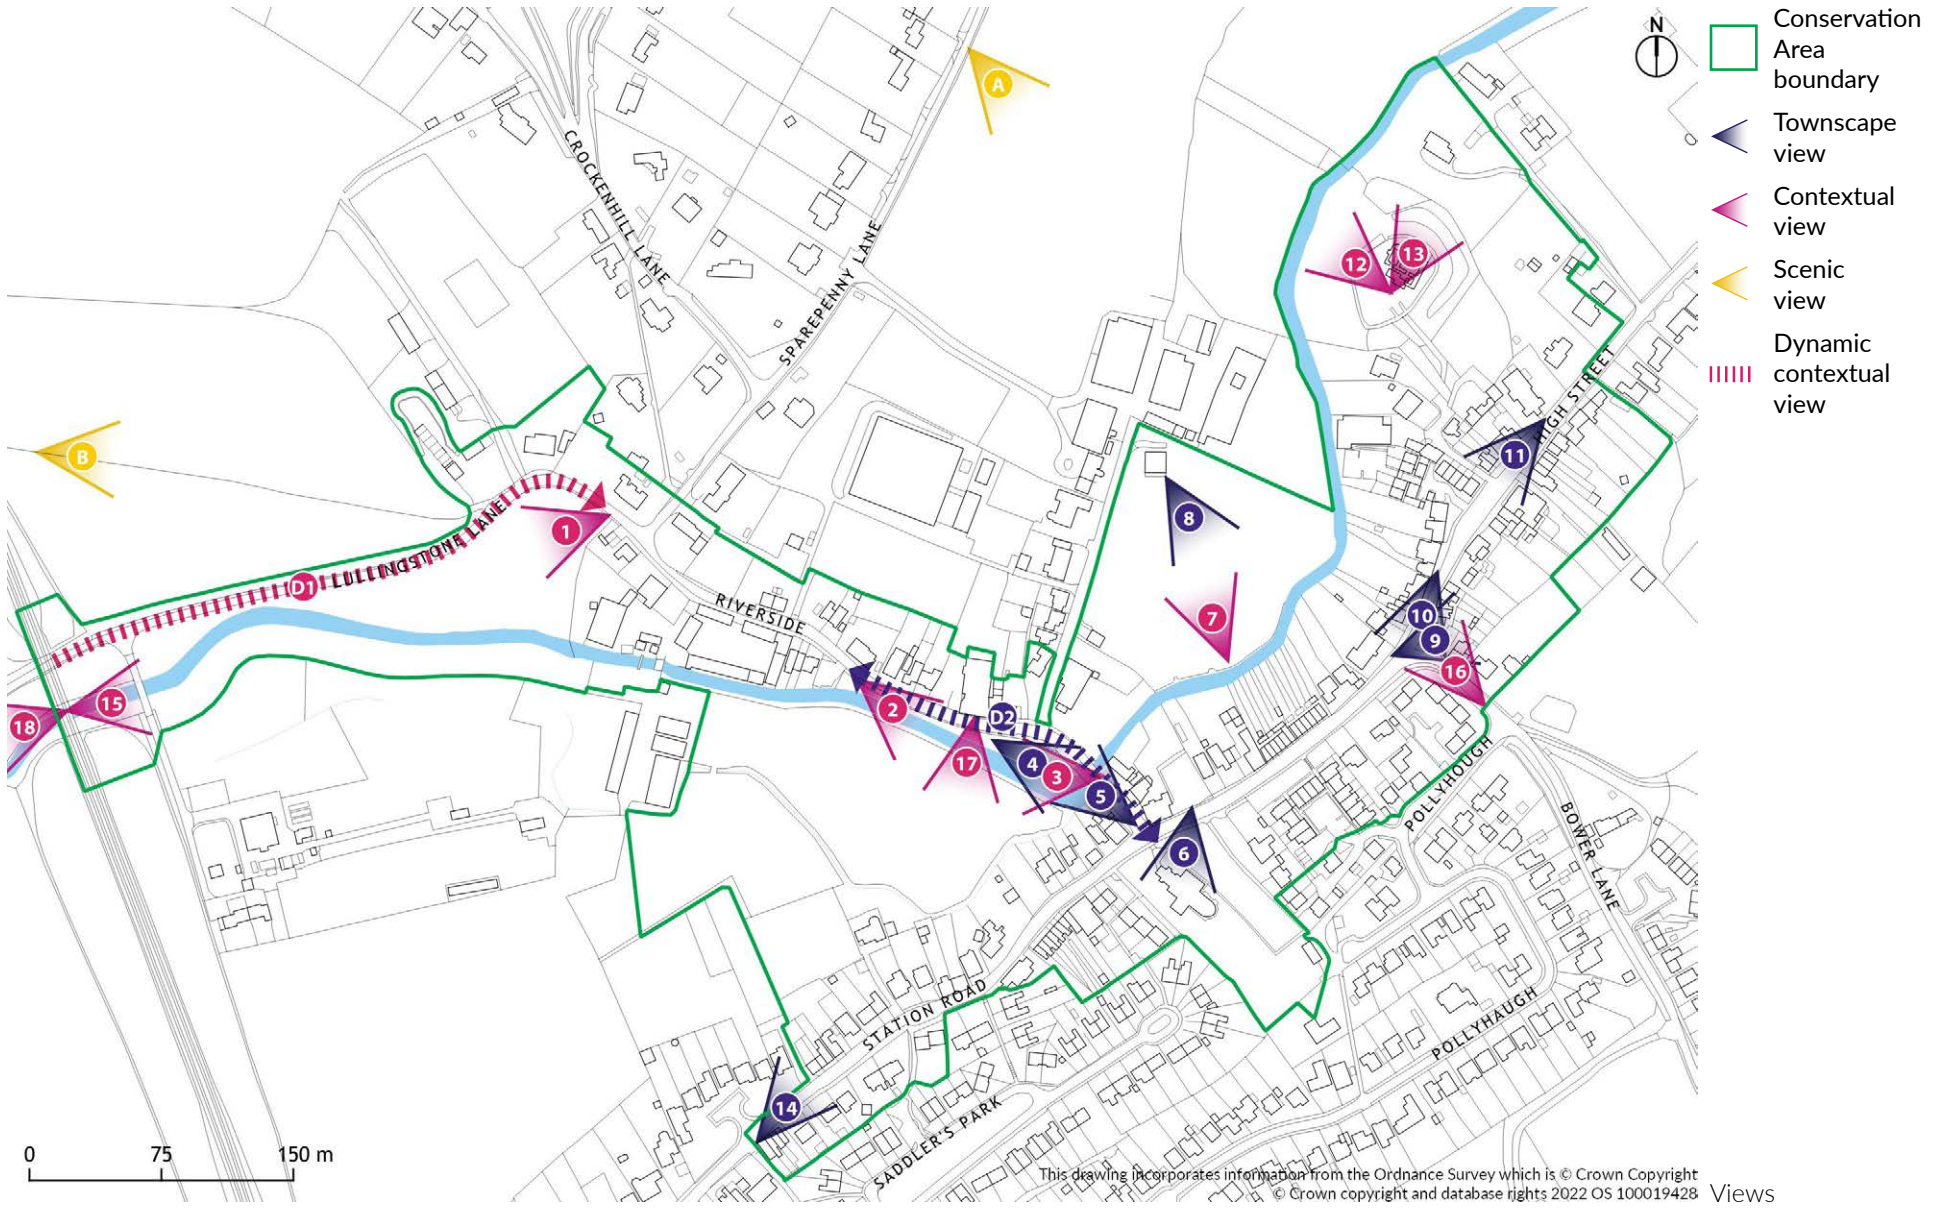 N
Conservation
Area
boundary
Townscape
view
Contextual
view
Scenic
view
Dynamic
contextual
view
A
CROCKENHILL LANE
SPAREPENNY LANE
12
13
HIGH STREET
B
11
8
1
LULLINGSTONE LANE
D1
RIVERSIDE
7
10
9
16
15
18
2
D2
17
4
3
5
6
POLLYHOUGH
BOWER LANE
STATION ROAD
POLLYHAUGH
14
SADDLER'S PARK
0
75
150 m
This drawing incorporates information from the Ordnance Survey which is © Crown Copyright
© Crown copyright and database rights 2022 OS 100019428
Views